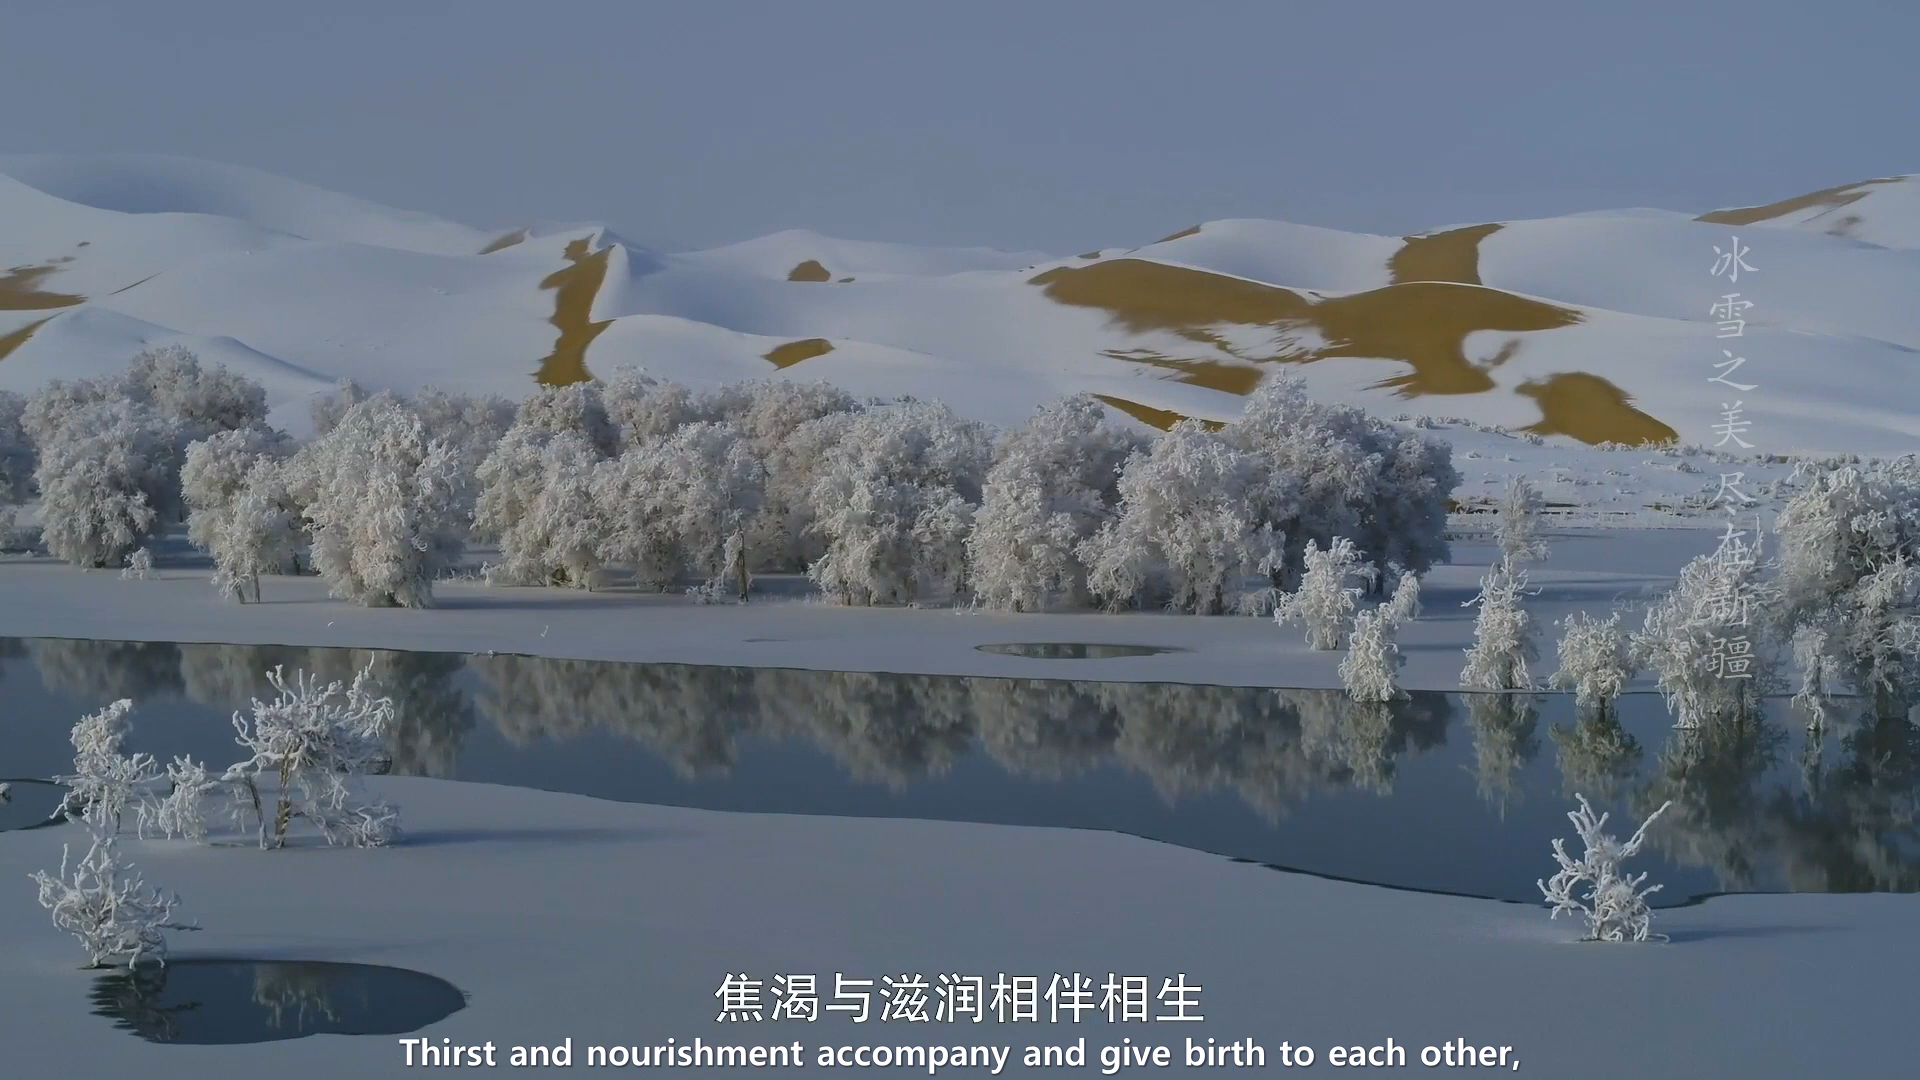 冰雪之美尽在新疆
焦渴与滋润相伴相生
Thirst and nourishment accompany and give birth to each other,